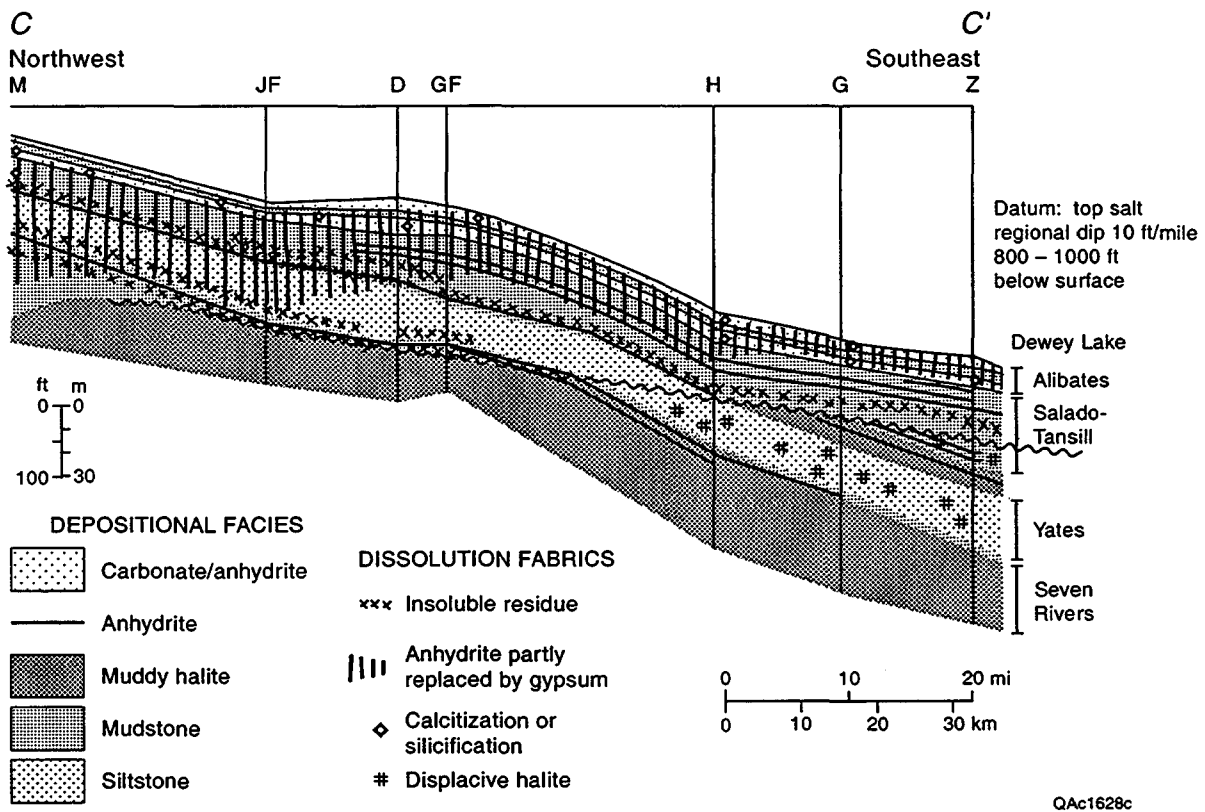 C
C'
Northwest
Southeast
M
JF
D
GF
H
G
Z
Datum: top salt
regional dip 10 ft/mile
800 – 1000 ft
below surface
Dewey Lake
Alibates
Salado-
Tansill
Yates
Seven
Rivers
ft m
0 0
100 30
DEPOSITIONAL FACIES
Carbonate/anhydrite
Anhydrite
Muddy halite
Mudstone
Siltstone
DISSOLUTION FABRICS
Insoluble residue
Anhydrite partly
replaced by gypsum
Calcitization or
silicification
Displacive halite
0 10 20 mi
0 10 20 30 km
QAc1628c